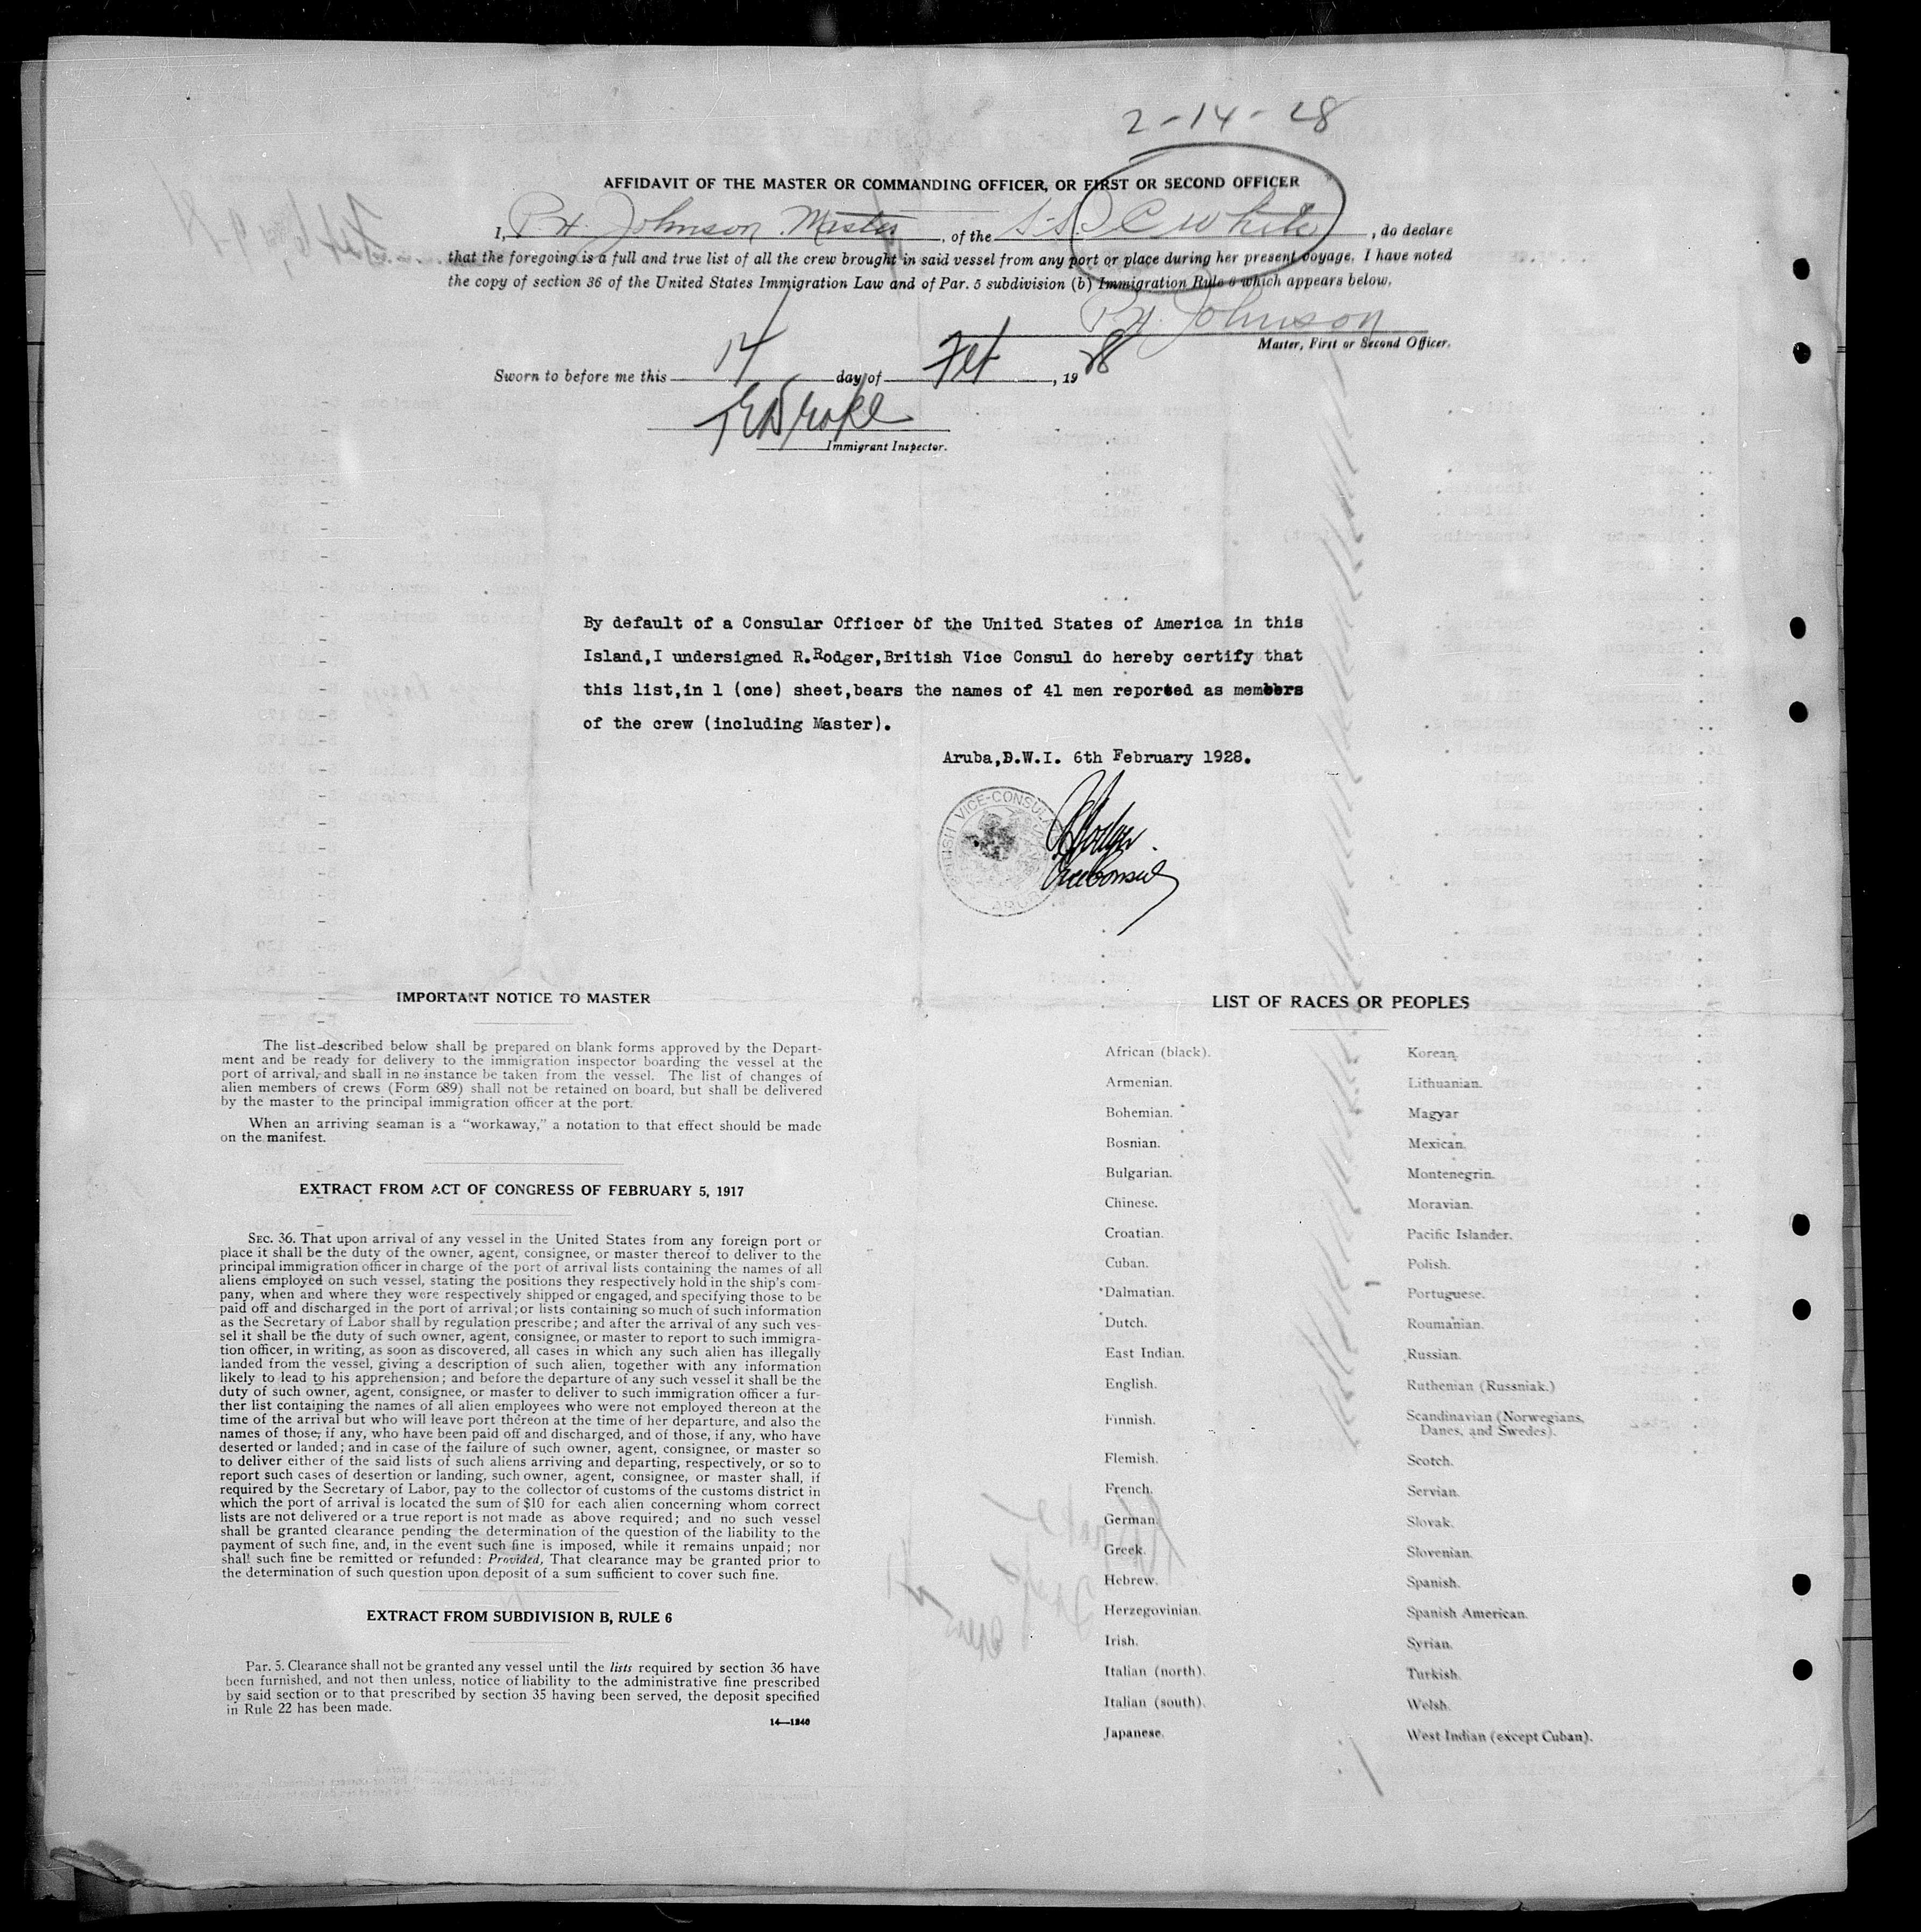 2-14-28
AFFIDAVIT OF THE MASTER OR COMMANDING OFFICER, OR FIRST OR SECOND OFFICER
I, P.H. Johnson Master, of the S.S. J C White, do declare
that the foregoing is a full and true list of all the crew brought in said vessel from any port or place during her present voyage. I have noted
the copy of section 36 of the United States Immigration Law and of Par. 5 subdivision (b) Immigration Rule 6 which appears below.
P.H. Johnson
Master, First or Second Officer.
Sworn to before me this 14 day of Feb, 1928
Immigrant Inspector.
By default of a Consular Officer of the United States of America in this
Island,I undersigned R.Rodger,British Vice Consul do hereby certify that
this list,in 1 (one) sheet,bears the names of 41 men reported as members
of the crew (including Master).
Aruba,D.W.I. 6th February 1928.
BRITISH VICE-CONSULATE
ARUBA
R Rodger
Vice Consul
IMPORTANT NOTICE TO MASTER
The list described below shall be prepared on blank forms approved by the Depart-
ment and be ready for delivery to the immigration inspector boarding the vessel at the
port of arrival, and shall in no instance be taken from the vessel. The list of changes of
alien members of crews (Form 689) shall not be retained on board, but shall be delivered
by the master to the principal immigration officer at the port.
When an arriving seaman is a "workaway," a notation to that effect should be made
on the manifest.
EXTRACT FROM ACT OF CONGRESS OF FEBRUARY 5, 1917
SEC. 36. That upon arrival of any vessel in the United States from any foreign port or
place it shall be the duty of the owner, agent, consignee, or master thereof to deliver to the
principal immigration officer in charge of the port of arrival lists containing the names of all
aliens employed on such vessel, stating the positions they respectively hold in the ship's com-
pany, when and where they were respectively shipped or engaged, and specifying those to be
paid off and discharged in the port of arrival; or lists containing so much of such information
as the Secretary of Labor shall by regulation prescribe; and after the arrival of any such ves-
sel it shall be the duty of such owner, agent, consignee, or master to report to such immigra-
tion officer, in writing, as soon as discovered, all cases in which any such alien has illegally
landed from the vessel, giving a description of such alien, together with any information
likely to lead to his apprehension; and before the departure of any such vessel it shall be the
duty of such owner, agent, consignee, or master to deliver to such immigration officer a fur-
ther list containing the names of all alien employees who were not employed thereon at the
time of the arrival but who will leave port thereon at the time of her departure, and also the
names of those, if any, who have been paid off and discharged, and of those, if any, who have
deserted or landed; and in case of the failure of such owner, agent, consignee, or master so
to deliver either of the said lists of such aliens arriving and departing, respectively, or so to
report such cases of desertion or landing, such owner, agent, consignee, or master shall, if
required by the Secretary of Labor, pay to the collector of customs of the customs district in
which the port of arrival is located the sum of $10 for each alien concerning whom correct
lists are not delivered or a true report is not made as above required; and no such vessel
shall be granted clearance pending the determination of the question of the liability to the
payment of such fine, and, in the event such fine is imposed, while it remains unpaid; nor
shall such fine be remitted or refunded: Provided, That clearance may be granted prior to
the determination of such question upon deposit of a sum sufficient to cover such fine.
EXTRACT FROM SUBDIVISION B, RULE 6
Par. 5. Clearance shall not be granted any vessel until the lists required by section 36 have
been furnished, and not then unless, notice of liability to the administrative fine prescribed
by said section or to that prescribed by section 35 having been served, the deposit specified
in Rule 22 has been made.
14—1240
LIST OF RACES OR PEOPLES
African (black).
Armenian.
Bohemian.
Bosnian.
Bulgarian.
Chinese.
Croatian.
Cuban.
Dalmatian.
Dutch.
East Indian.
English.
Finnish.
Flemish.
French.
German.
Greek.
Hebrew.
Herzegovinian.
Irish.
Italian (north).
Italian (south).
Japanese.
Korean.
Lithuanian.
Magyar
Mexican.
Montenegrin.
Moravian.
Pacific Islander.
Polish.
Portuguese.
Roumanian.
Russian.
Ruthenian (Russniak.)
Scandinavian (Norwegians,
Danes, and Swedes).
Scotch.
Servian.
Slovak.
Slovenian.
Spanish.
Spanish American.
Syrian.
Turkish.
Welsh.
West Indian (except Cuban).